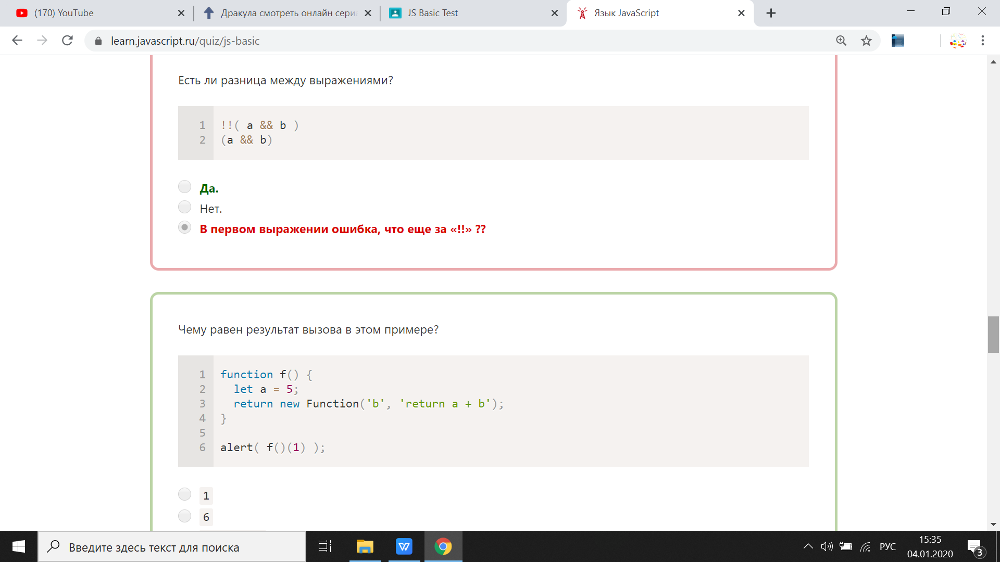 (170) YouTube
Дракула смотреть онлайн сери
JS Basic Test
Язык JavaScript
learn.javascript.ru/quiz/js-basic
Есть ли разница между выражениями?
1 !!( a && b )
2 (a && b)
Да.
Нет.
В первом выражении ошибка, что еще за «!!» ??
Чему равен результат вызова в этом примере?
1 function f() {
2 let a = 5;
3 return new Function('b', 'return a + b');
4 }
5
6 alert( f()(1) );
1
6
Введите здесь текст для поиска
РУС
15:35
04.01.2020
3